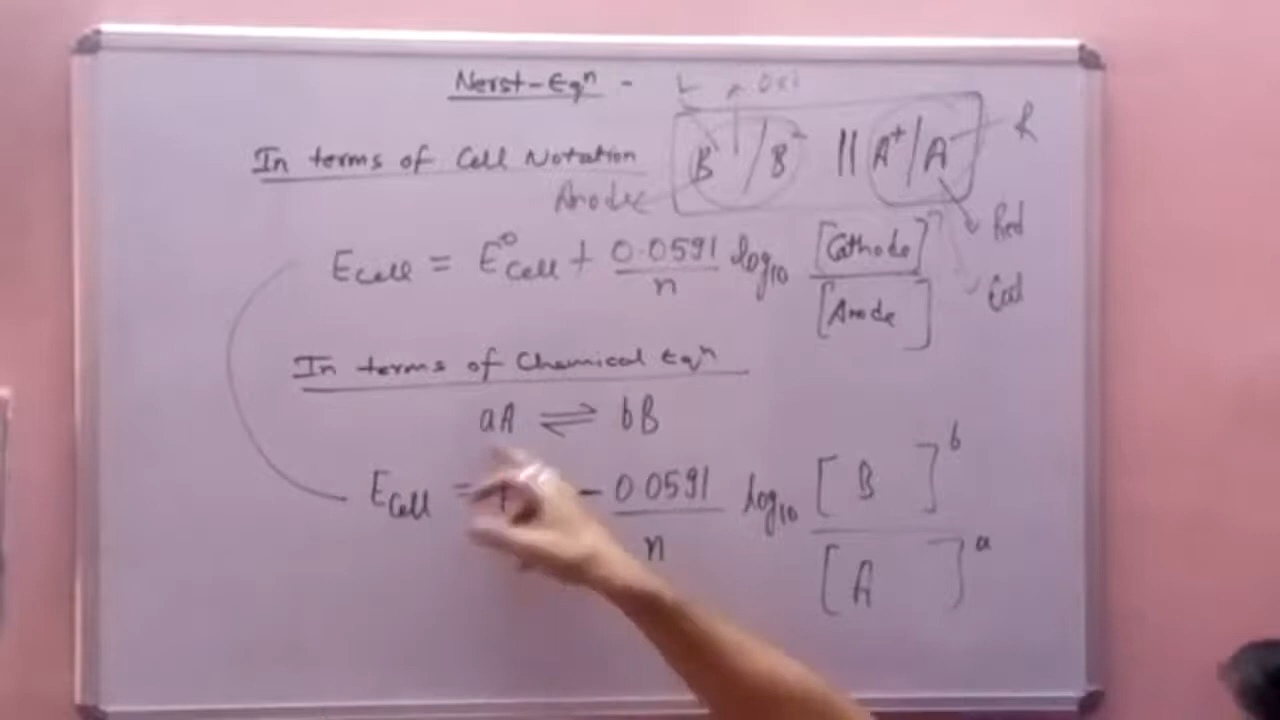 Nerst-Eqⁿ -
L Oxi
In terms of Cell Notation B / B⁻ || A⁺/A R
Anode Red
E_cell = E°_cell + 0.0591/n log₁₀ [Cathode]/[Anode]
In terms of Chemical Eqⁿ
aA ⇌ bB
E_cell = - 0.0591/n log₁₀ [B]^b/[A]^a